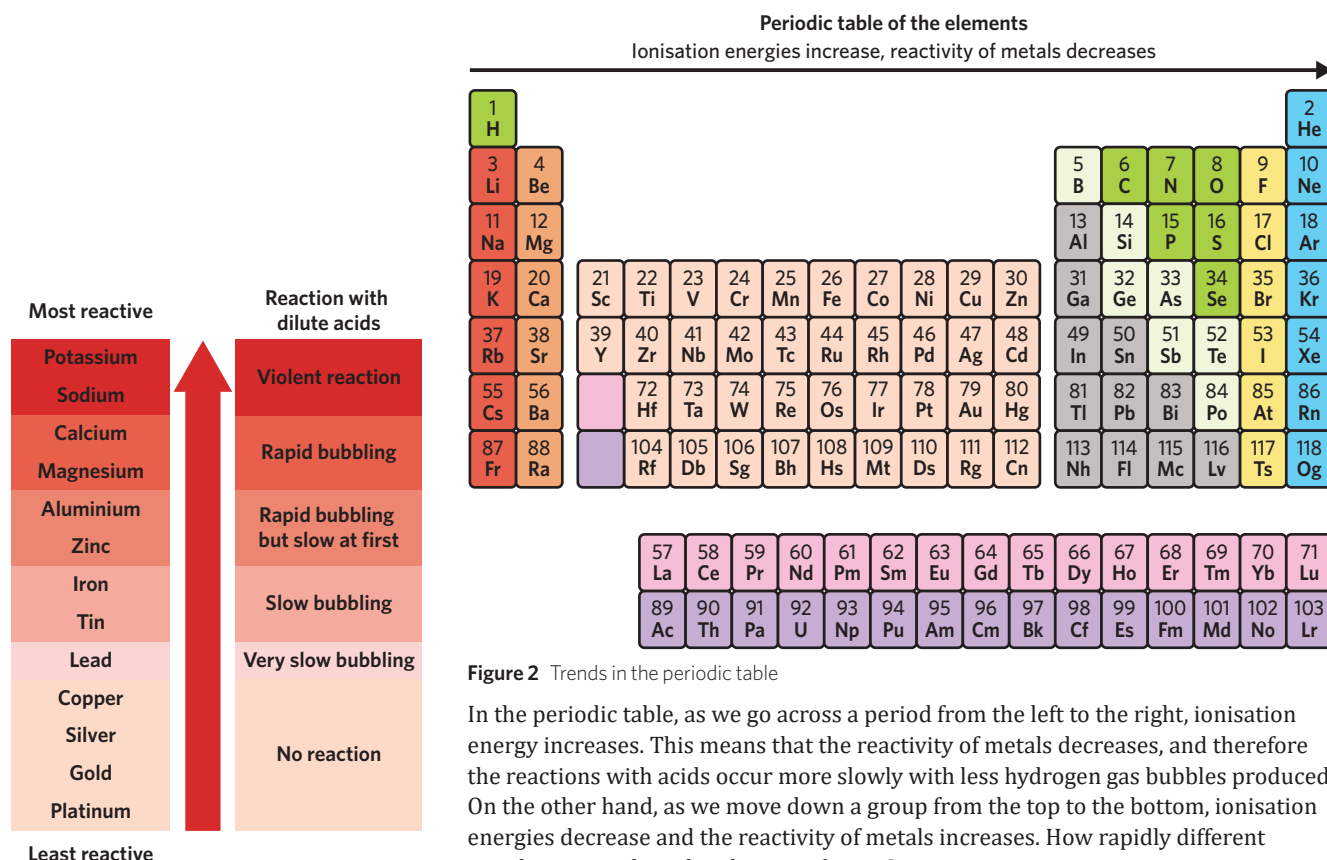 Periodic table of the elements
Ionisation energies increase, reactivity of metals decreases
1 2
H He
3 4 5 6 7 8 9 10
Li Be B C N O F Ne
11 12 13 14 15 16 17 18
Na Mg Al Si P S Cl Ar
19 20 21 22 23 24 25 26 27 28 29 30 31 32 33 34 35 36
K Ca Sc Ti V Cr Mn Fe Co Ni Cu Zn Ga Ge As Se Br Kr
37 38 39 40 41 42 43 44 45 46 47 48 49 50 51 52 53 54
Rb Sr Y Zr Nb Mo Tc Ru Rh Pd Ag Cd In Sn Sb Te I Xe
55 56 72 73 74 75 76 77 78 79 80 81 82 83 84 85 86
Cs Ba Hf Ta W Re Os Ir Pt Au Hg Tl Pb Bi Po At Rn
87 88 104 105 106 107 108 109 110 111 112 113 114 115 116 117 118
Fr Ra Rf Db Sg Bh Hs Mt Ds Rg Cn Nh Fl Mc Lv Ts Og
57 58 59 60 61 62 63 64 65 66 67 68 69 70 71
La Ce Pr Nd Pm Sm Eu Gd Tb Dy Ho Er Tm Yb Lu
89 90 91 92 93 94 95 96 97 98 99 100 101 102 103
Ac Th Pa U Np Pu Am Cm Bk Cf Es Fm Md No Lr
Most reactive
Potassium
Sodium
Calcium
Magnesium
Aluminium
Zinc
Iron
Tin
Lead
Copper
Silver
Gold
Platinum
Least reactive
Reaction with
dilute acids
Violent reaction
Rapid bubbling
Rapid bubbling
but slow at first
Slow bubbling
Very slow bubbling
No reaction
Figure 2 Trends in the periodic table
In the periodic table, as we go across a period from the left to the right, ionisation
energy increases. This means that the reactivity of metals decreases, and therefore
the reactions with acids occur more slowly with less hydrogen gas bubbles produced
On the other hand, as we move down a group from the top to the bottom, ionisation
energies decrease and the reactivity of metals increases. How rapidly different